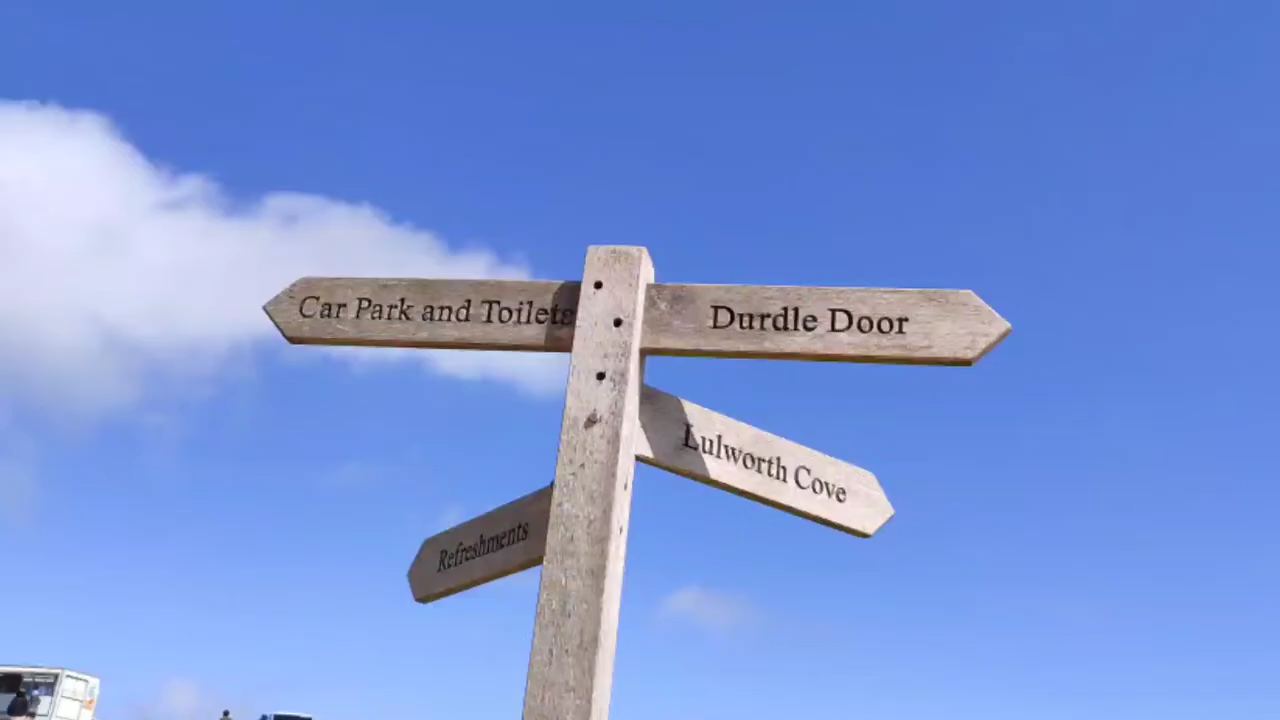 Car Park and Toilets
Durdle Door
Lulworth Cove
Refreshments